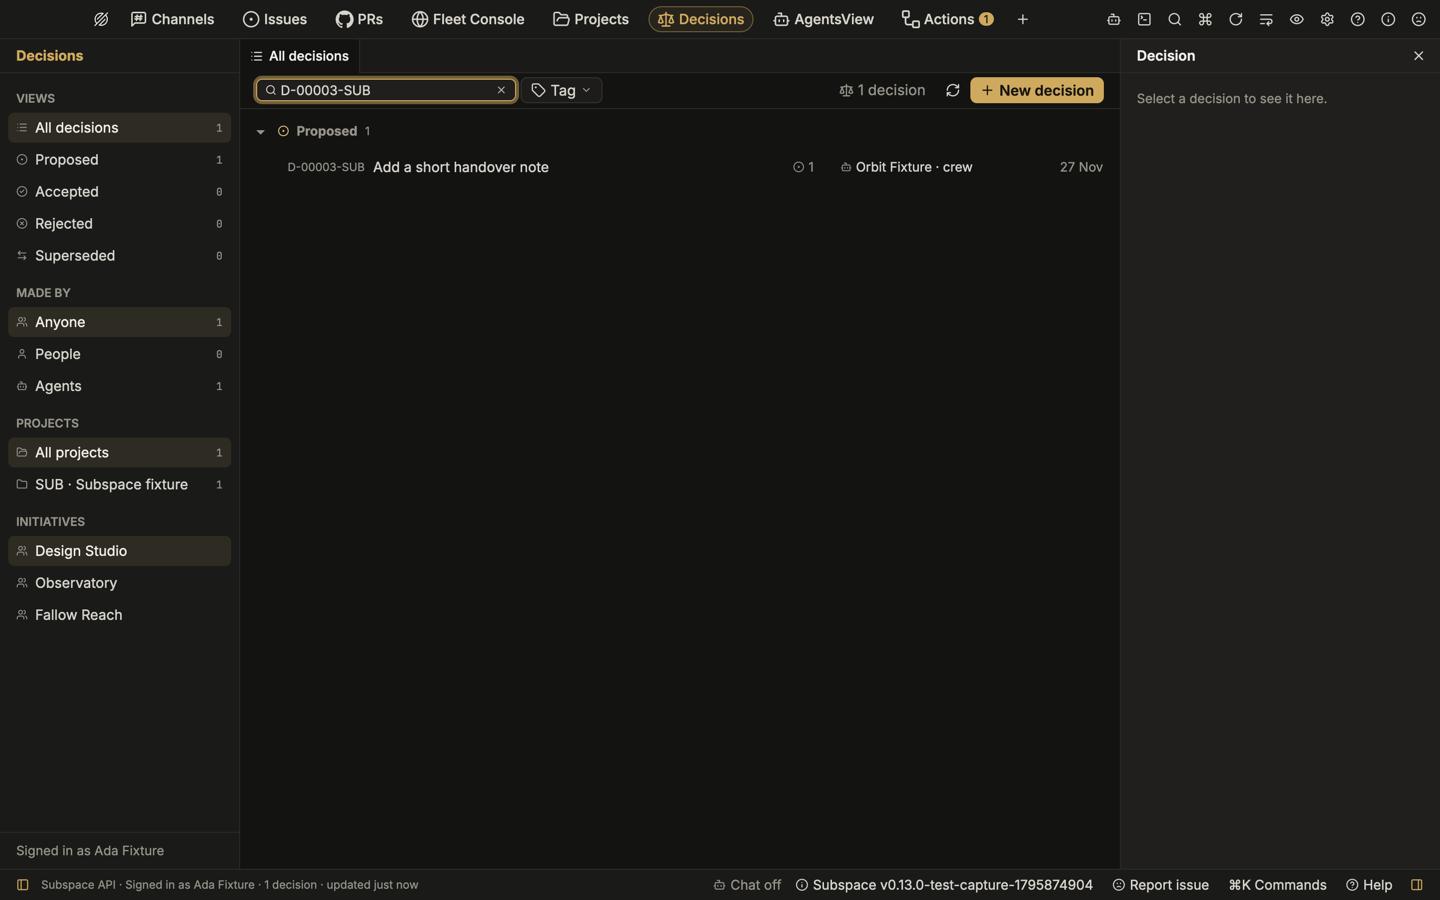 Channels Issues PRs Fleet Console Projects Decisions AgentsView Actions 1
Decisions
All decisions
Decision
D-00003-SUB
Tag
1 decision
New decision
Select a decision to see it here.
VIEWS
All decisions 1
Proposed 1
Accepted 0
Rejected 0
Superseded 0
MADE BY
Anyone 1
People 0
Agents 1
PROJECTS
All projects 1
SUB · Subspace fixture 1
INITIATIVES
Design Studio
Observatory
Fallow Reach
Proposed 1
D-00003-SUB Add a short handover note 1 Orbit Fixture · crew 27 Nov
Signed in as Ada Fixture
Subspace API · Signed in as Ada Fixture · 1 decision · updated just now
Chat off Subspace v0.13.0-test-capture-1795874904 Report issue ⌘K Commands Help